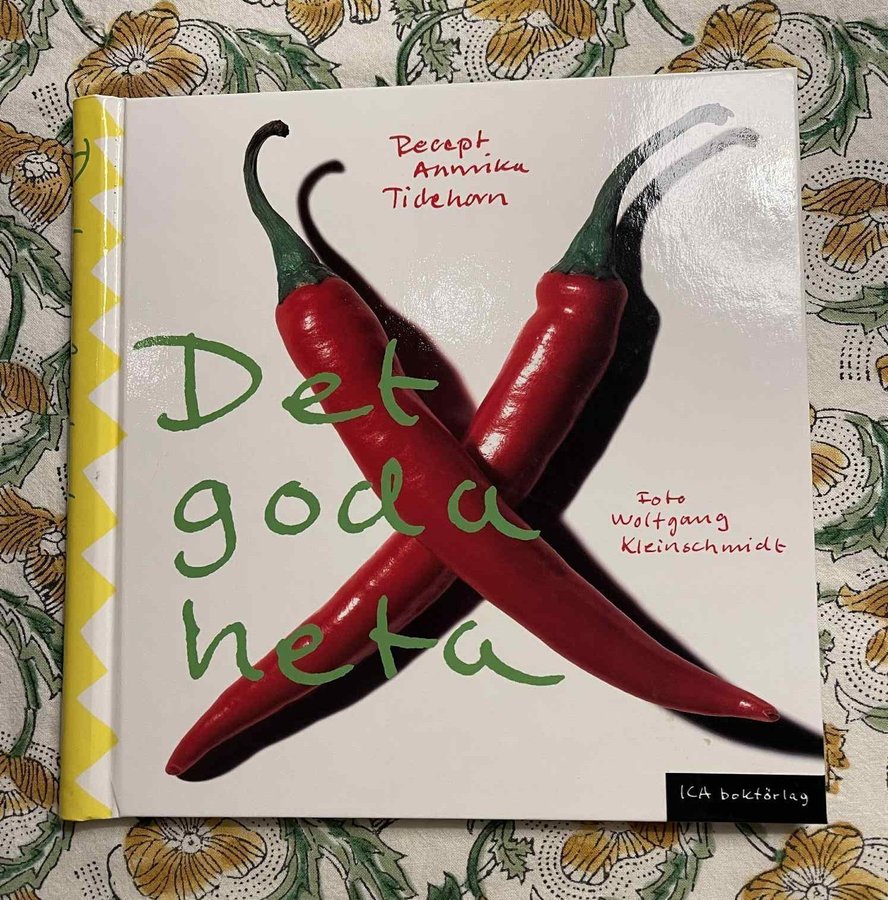 Recept
Annika
Tidehorn
Det
goda
heta
Foto
Wolfgang
Kleinschmidt
ICA bokförlag